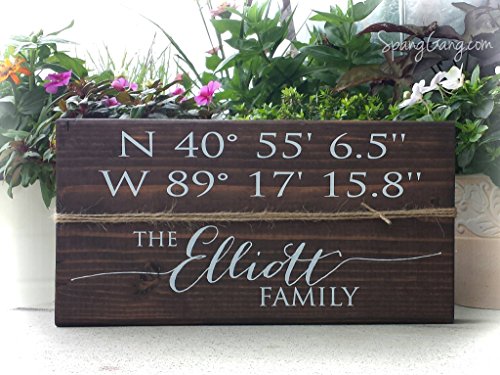 SpangGang.com
N 40° 55' 6.5"
W 89° 17' 15.8"
THE Elliott
FAMILY